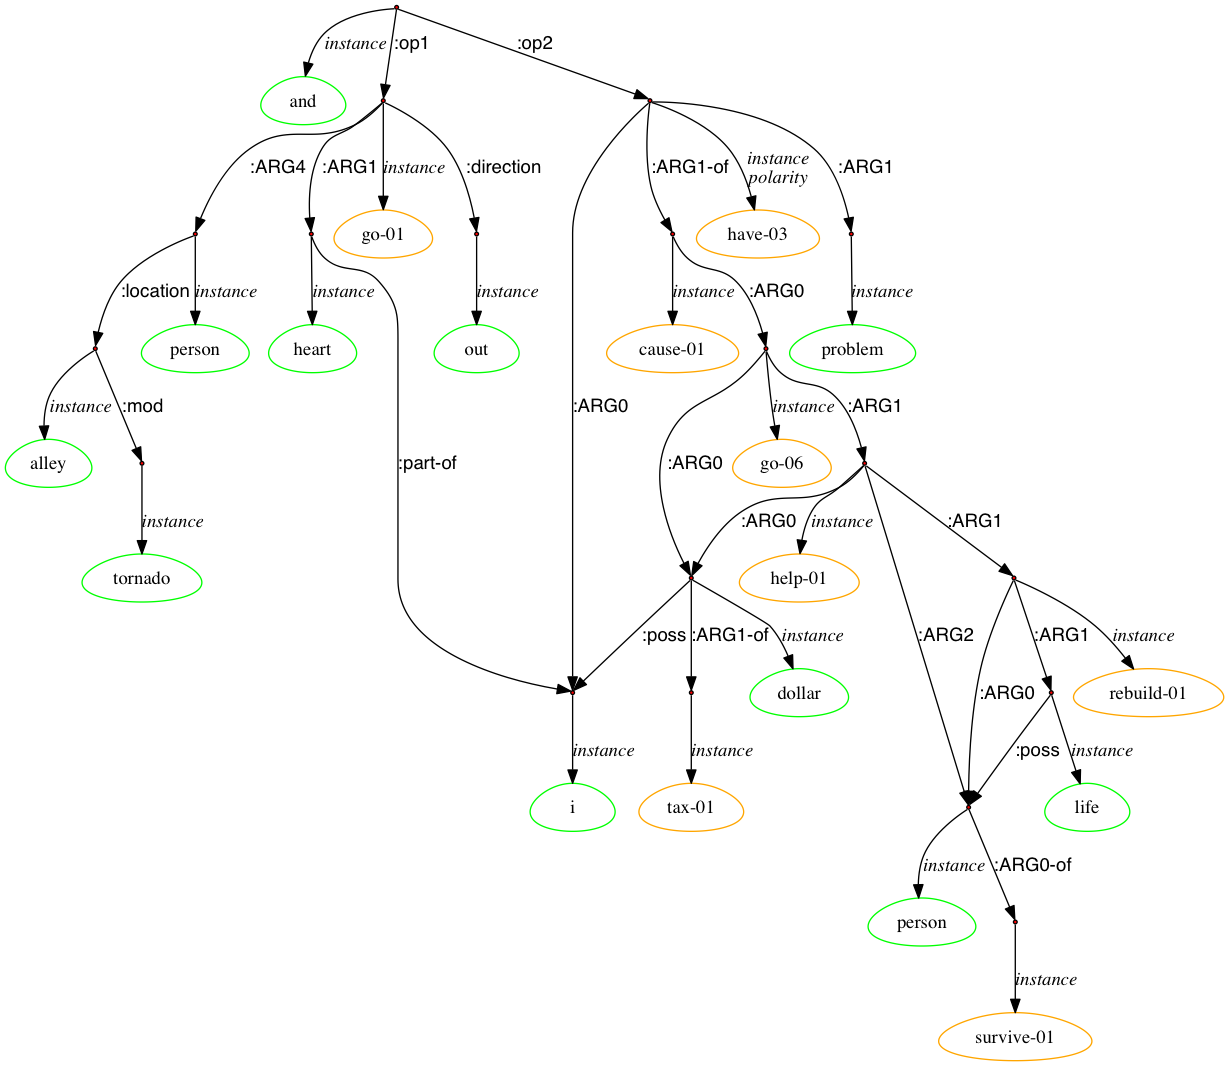 instance :op1 :op2
and
:ARG4 :ARG1 instance :direction :ARG1-of instance :ARG1
polarity
go-01 have-03
:location instance instance instance instance :ARG0 instance
person heart out cause-01 problem
instance :mod :ARG0 instance :ARG1
alley :part-of :ARG0 go-06
instance :ARG0 instance :ARG1
tornado help-01
:poss :ARG1-of instance :ARG2 :ARG1 instance
dollar :ARG0 rebuild-01
instance instance :poss instance
i tax-01 life
instance :ARG0-of
person
instance
survive-01